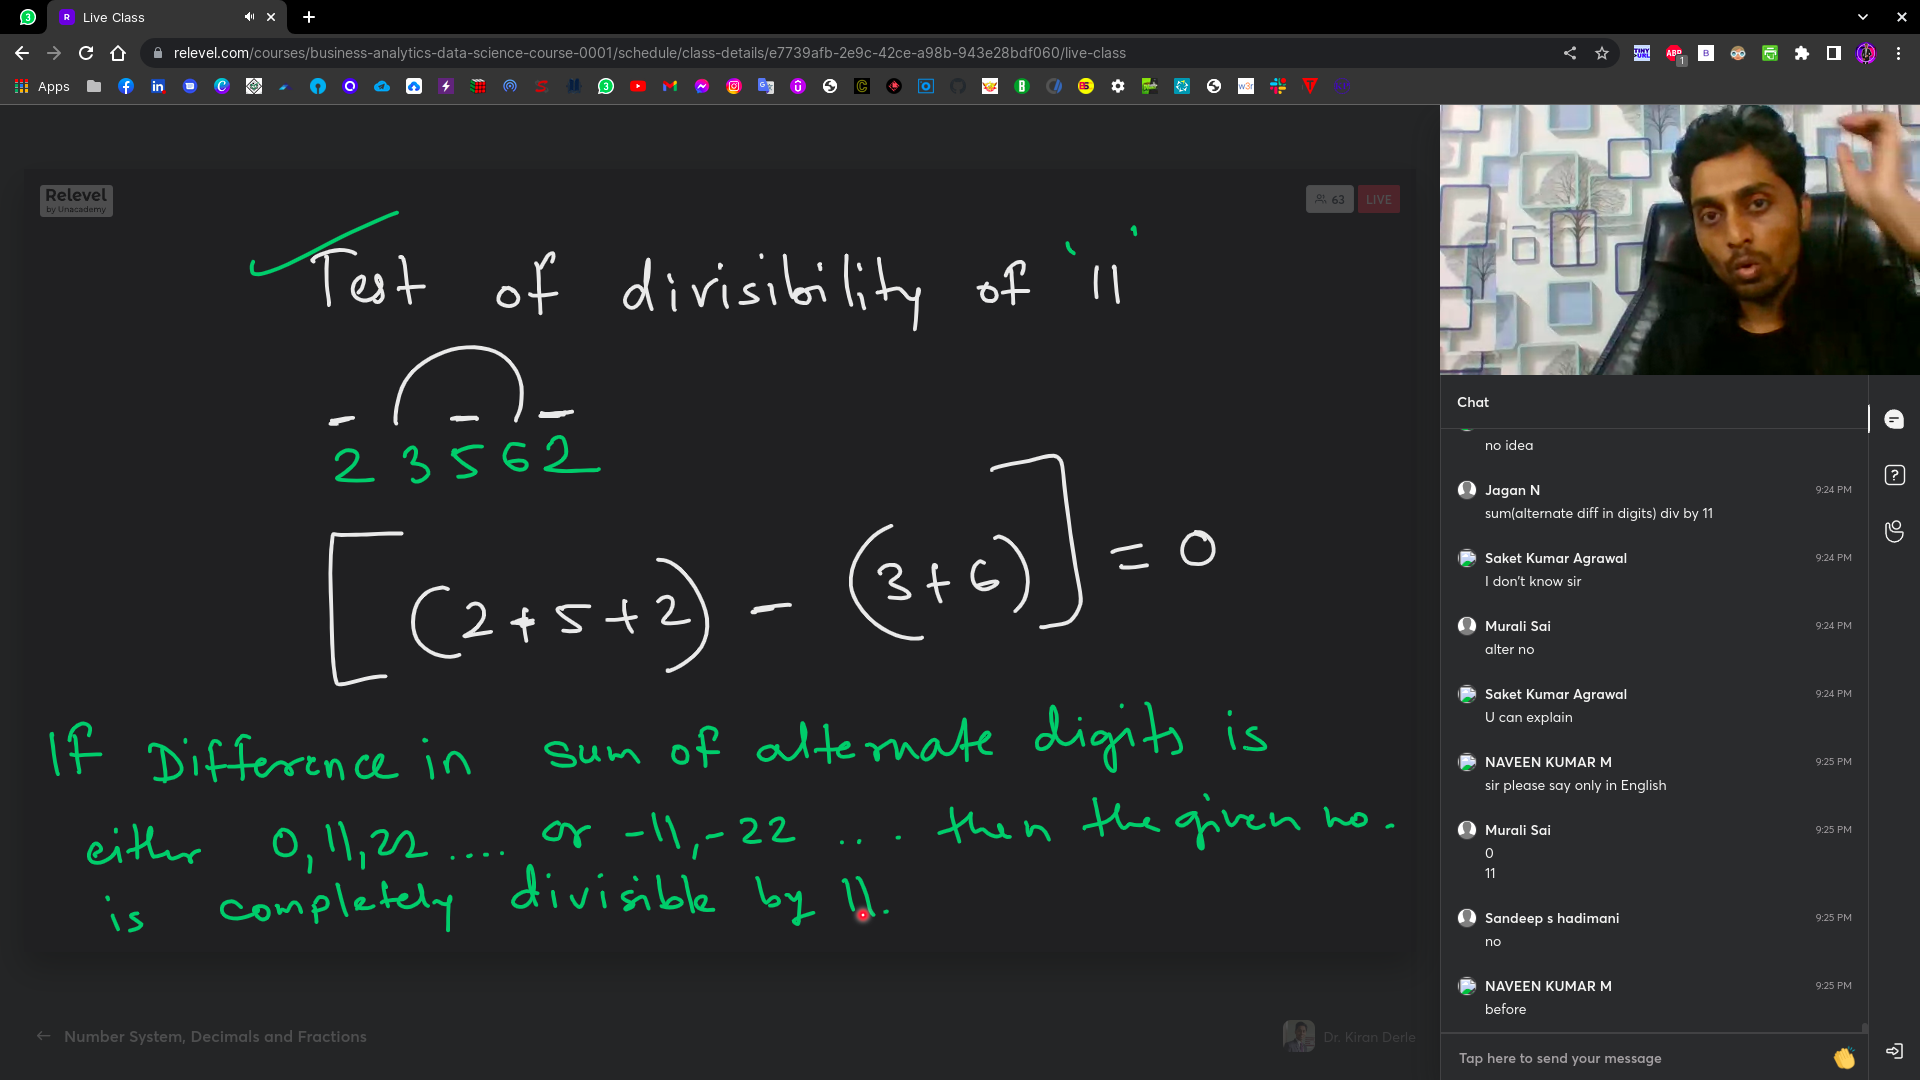 3
R
Live Class
relevel.com/courses/business-analytics-data-science-course-0001/schedule/class-details/e7739afb-2e9c-42ce-a98b-943e28bdf060/live-class
1
Apps
Relevel
by Unacademy
63
LIVE
Test of divisibility of '11'
2 3 5 6 2
[(2+5+2) - (3+6)] = 0
If Difference in sum of alternate digits is
either 0, 11, 22 .... or -11, -22 ... then the given no.
is completely divisible by 11.
Number System, Decimals and Fractions
Dr. Kiran Derle
Chat
no idea
Jagan N 9:24 PM
sum(alternate diff in digits) div by 11
Saket Kumar Agrawal 9:24 PM
I don't know sir
Murali Sai 9:24 PM
alter no
Saket Kumar Agrawal 9:24 PM
U can explain
NAVEEN KUMAR M 9:25 PM
sir please say only in English
Murali Sai 9:25 PM
0
11
Sandeep s hadimani 9:25 PM
no
NAVEEN KUMAR M 9:25 PM
before
Tap here to send your message